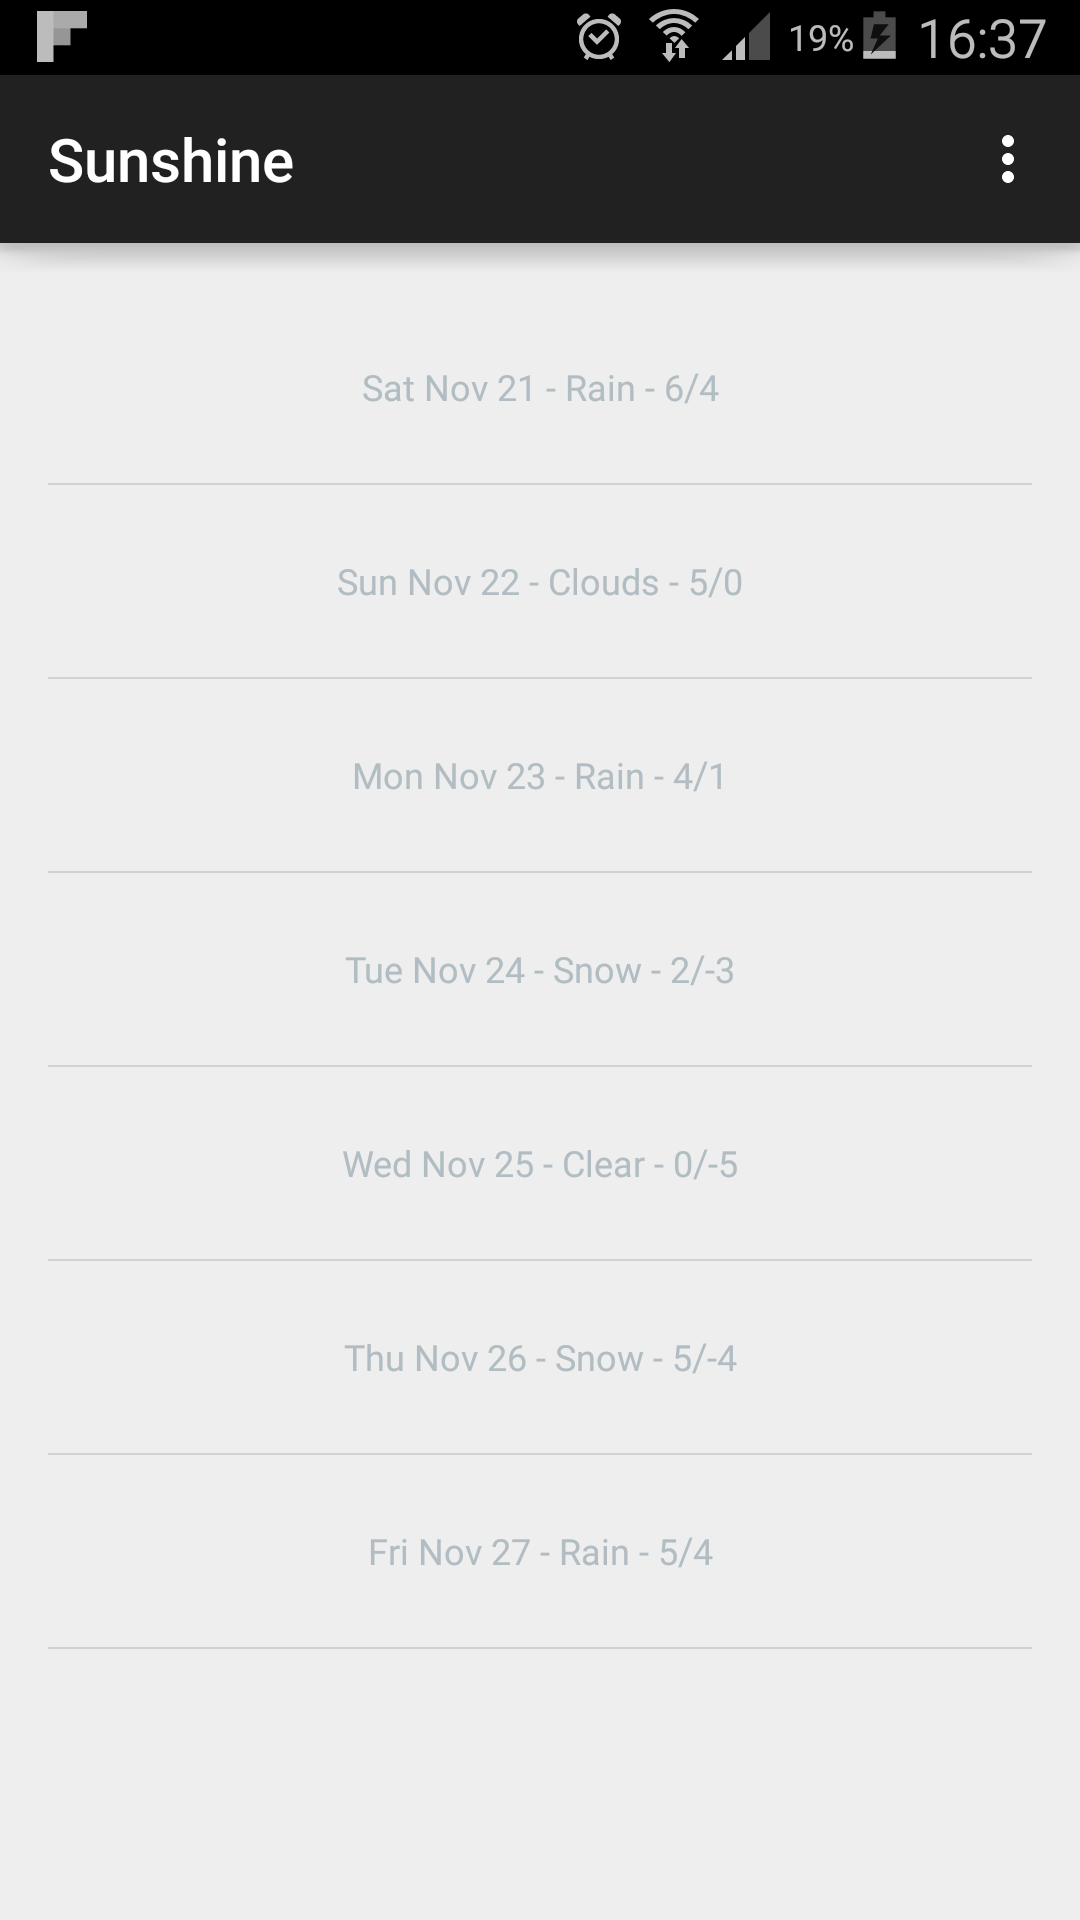 19% 16:37
Sunshine
Sat Nov 21 - Rain - 6/4
Sun Nov 22 - Clouds - 5/0
Mon Nov 23 - Rain - 4/1
Tue Nov 24 - Snow - 2/-3
Wed Nov 25 - Clear - 0/-5
Thu Nov 26 - Snow - 5/-4
Fri Nov 27 - Rain - 5/4